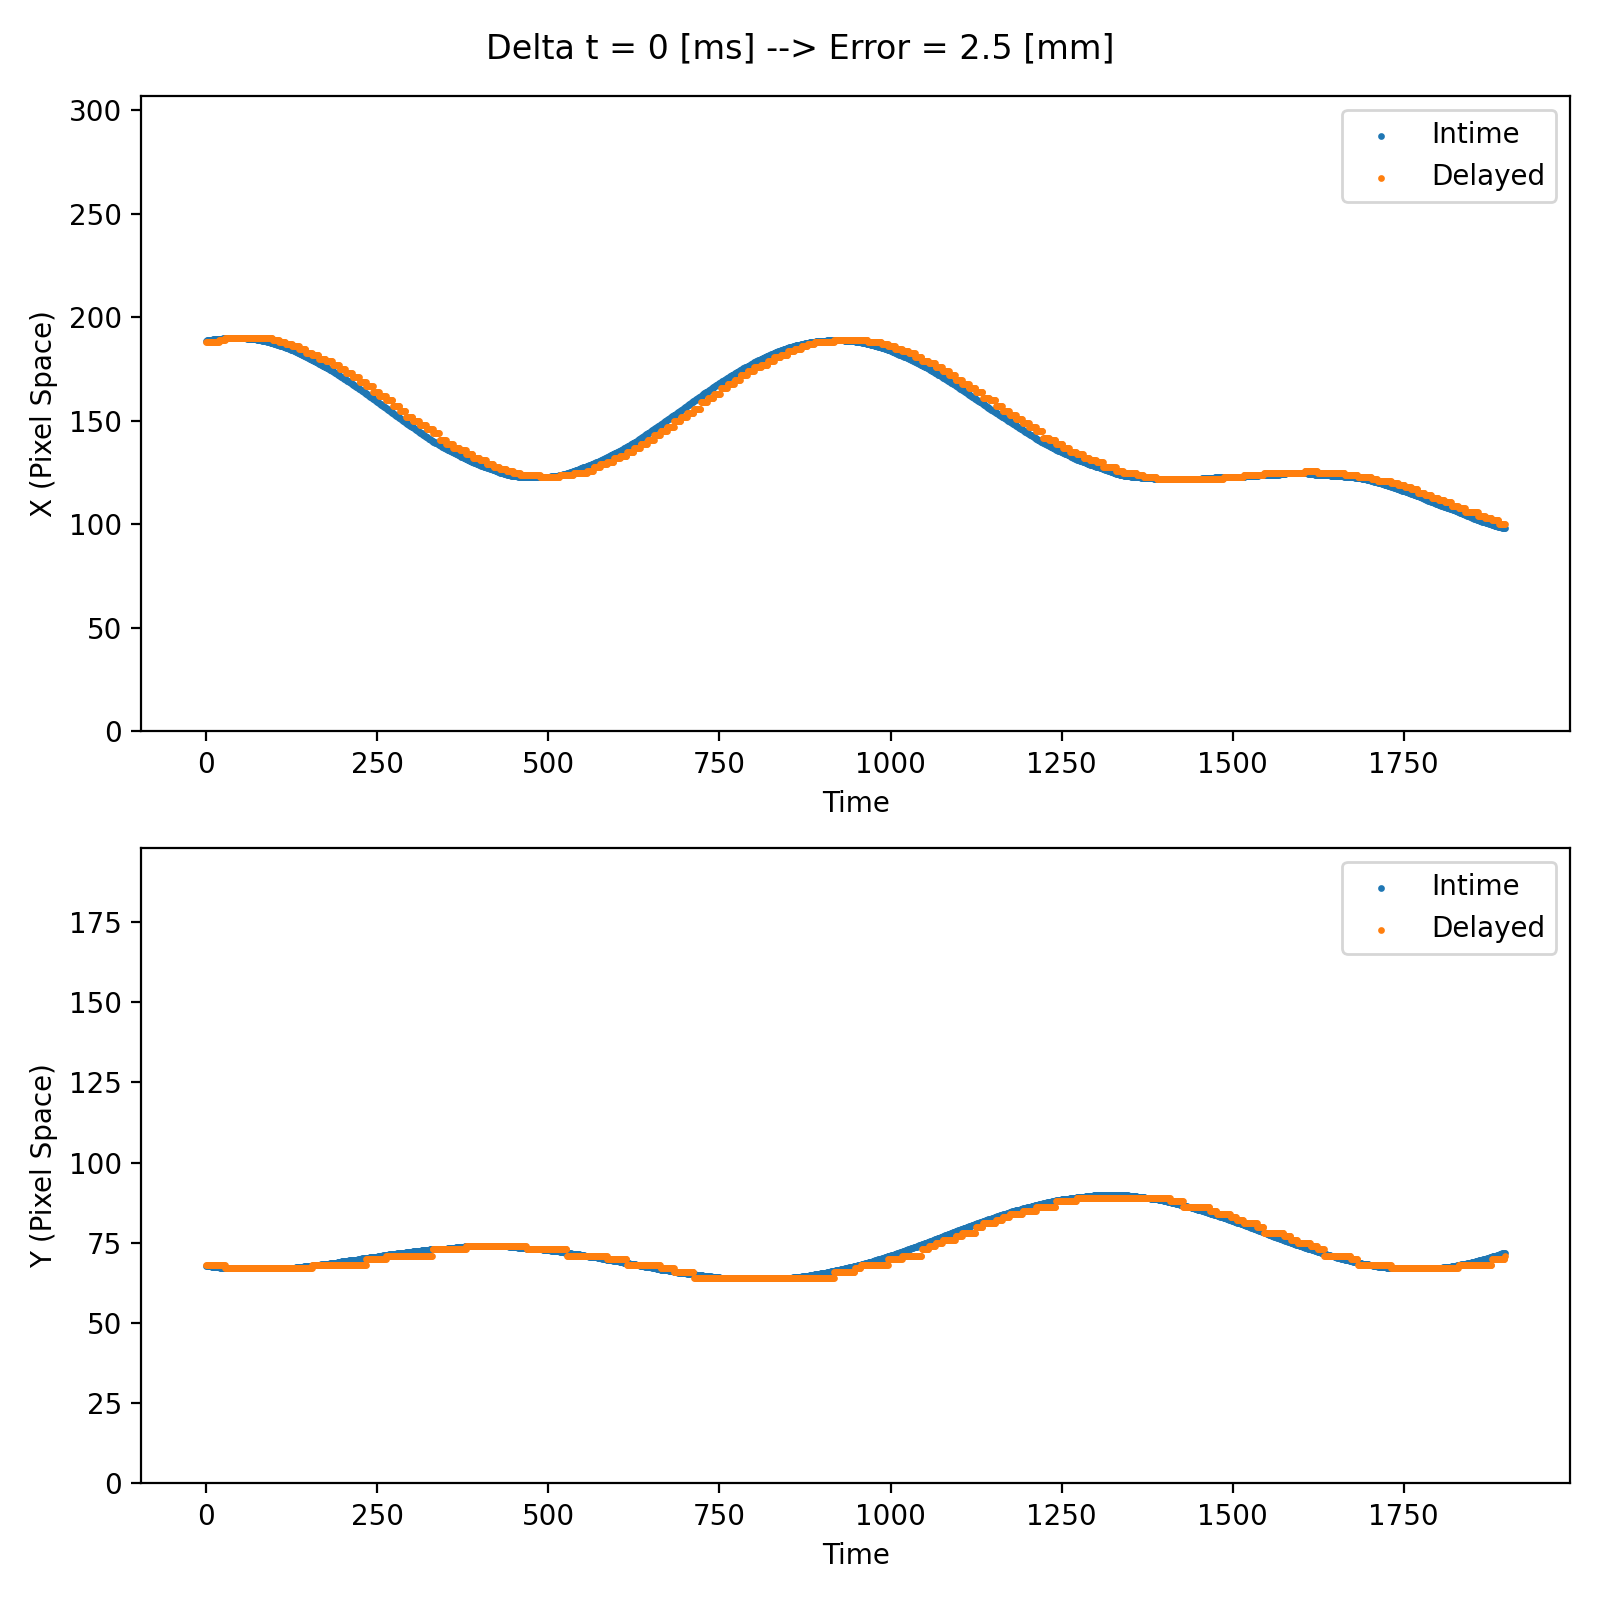 Delta t = 0 [ms] --> Error = 2.5 [mm]
300
250
200
150
100
50
0
X (Pixel Space)
Intime
Delayed
0 250 500 750 1000 1250 1500 1750
Time
175
150
125
100
75
50
25
0
Y (Pixel Space)
Intime
Delayed
0 250 500 750 1000 1250 1500 1750
Time